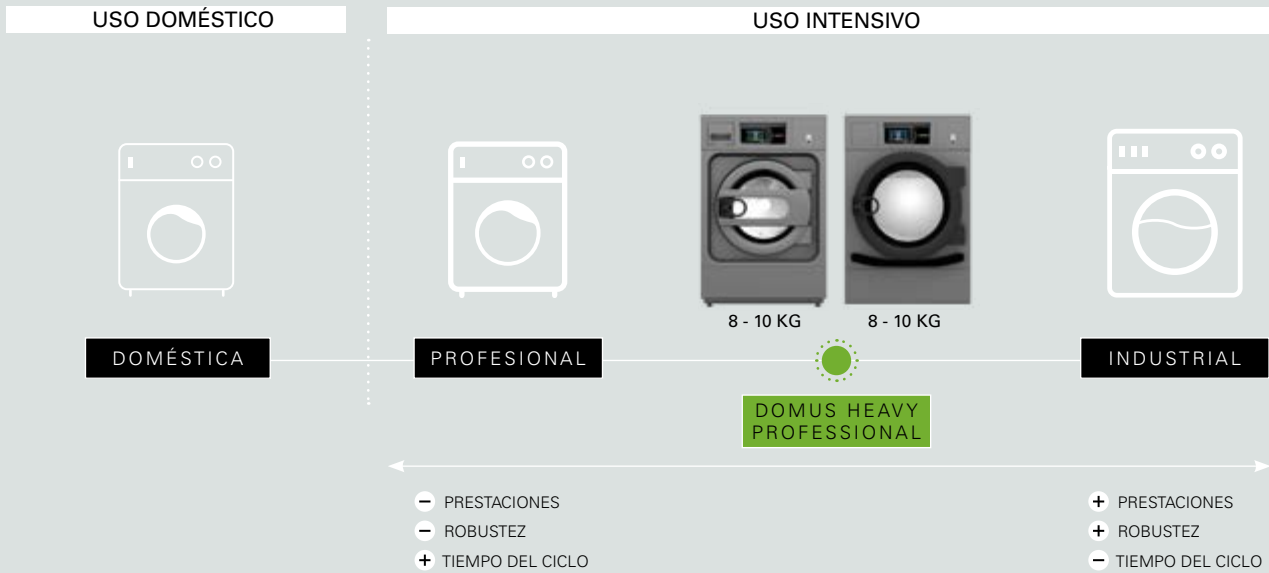 USO DOMÉSTICO
USO INTENSIVO
8 - 10 KG
8 - 10 KG
DOMÉSTICA
PROFESIONAL
INDUSTRIAL
DOMUS HEAVY
PROFESSIONAL
- PRESTACIONES
- ROBUSTEZ
+ TIEMPO DEL CICLO
+ PRESTACIONES
+ ROBUSTEZ
- TIEMPO DEL CICLO